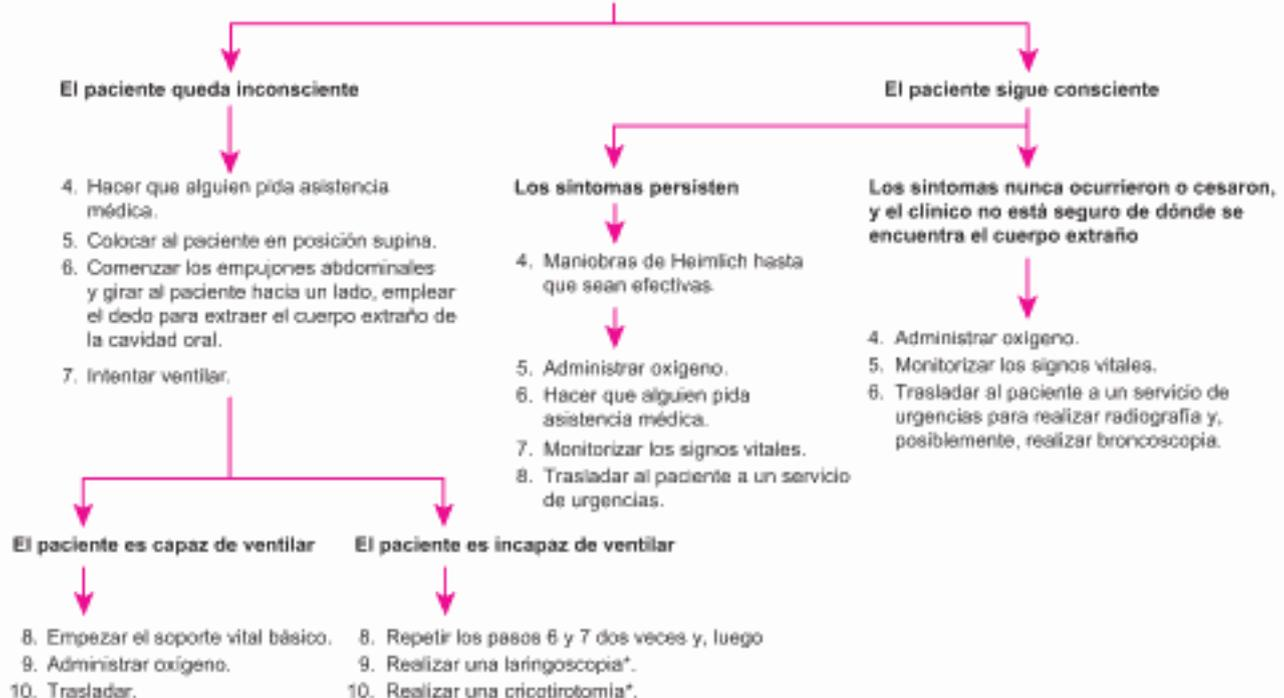 El paciente queda inconsciente
El paciente sigue consciente
4. Hacer que alguien pida asistencia
médica.
5. Colocar al paciente en posición supina.
6. Comenzar los empujones abdominales
y girar al paciente hacia un lado, emplear
el dedo para extraer el cuerpo extraño de
la cavidad oral.
7. Intentar ventilar.
Los síntomas persisten
4. Maniobras de Heimlich hasta
que sean efectivas
5. Administrar oxígeno.
6. Hacer que alguien pida
asistencia médica.
7. Monitorizar los signos vitales.
8. Trasladar al paciente a un servicio
de urgencias.
Los síntomas nunca ocurrieron o cesaron,
y el clínico no está seguro de dónde se
encuentra el cuerpo extraño
4. Administrar oxígeno.
5. Monitorizar los signos vitales.
6. Trasladar al paciente a un servicio de
urgencias para realizar radiografía y,
posiblemente, realizar broncoscopia.
El paciente es capaz de ventilar
8. Empezar el soporte vital básico.
9. Administrar oxígeno.
10. Trasladar.
El paciente es incapaz de ventilar
8. Repetir los pasos 6 y 7 dos veces y, luego
9. Realizar una laringoscopia*.
10. Realizar una cricotirotomía*.